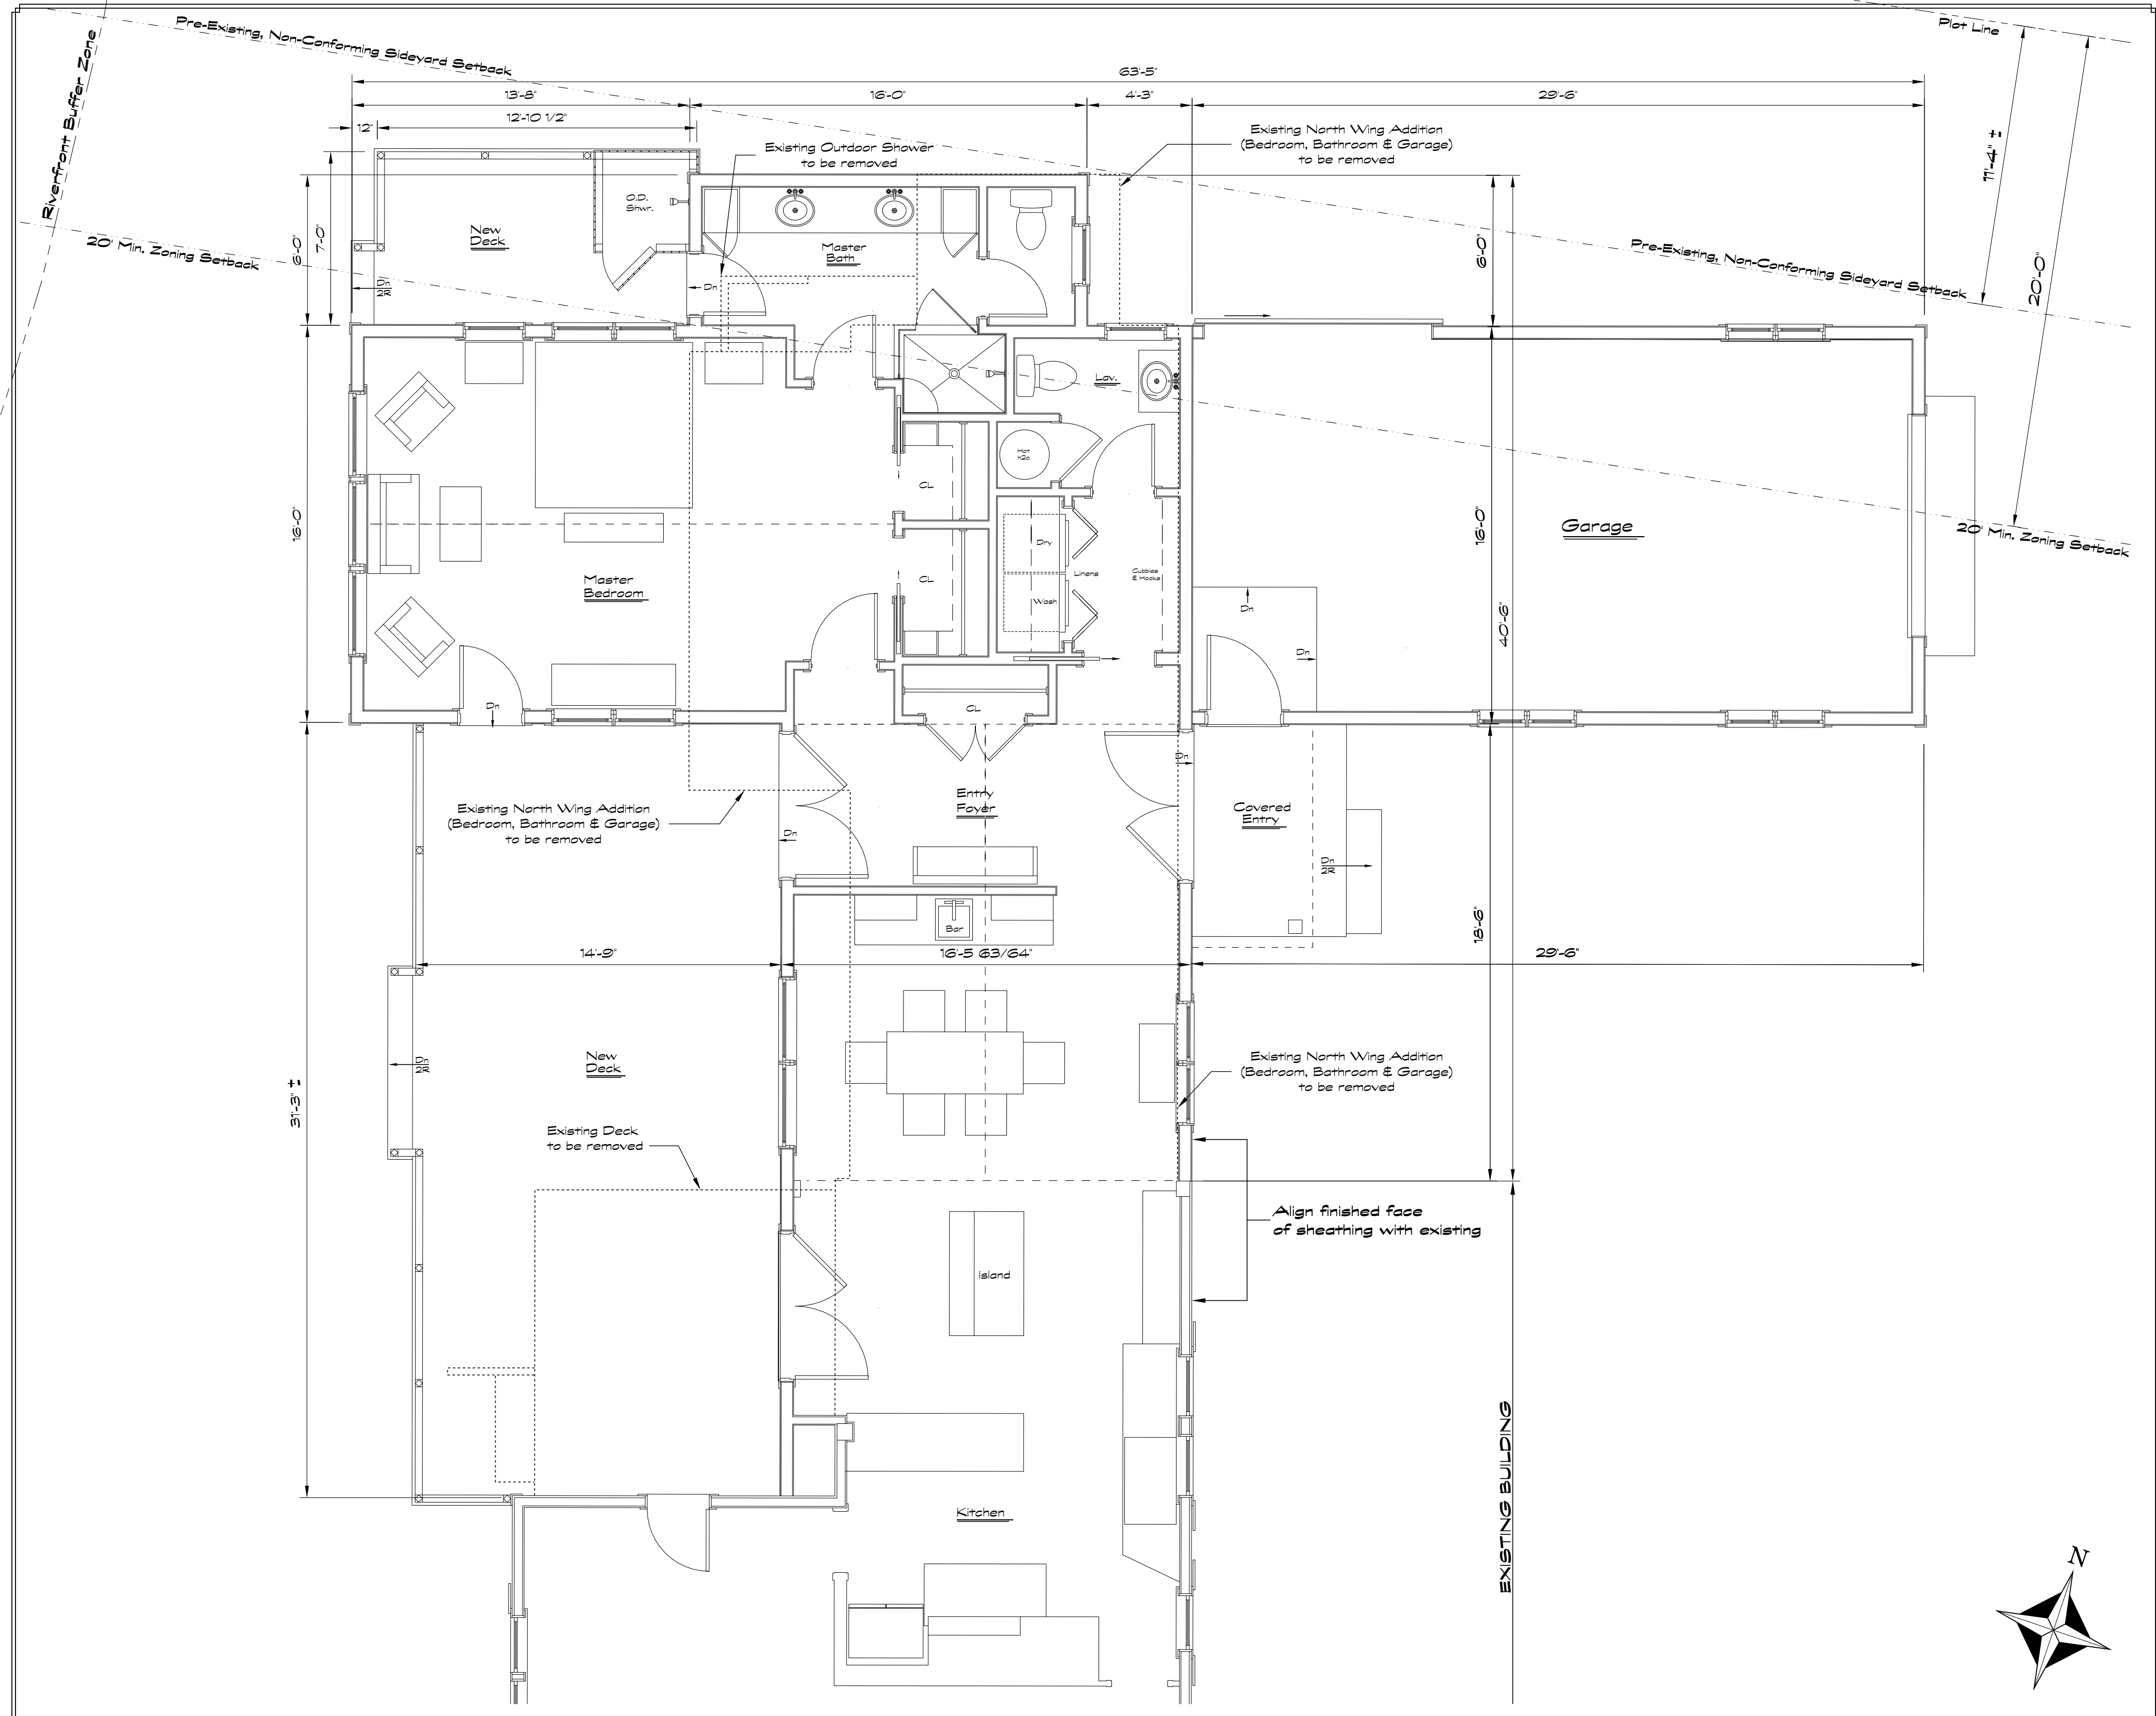 Plot Line
Pre-Existing, Non-Conforming Sideyard Setback
Riverfront Buffer Zone
63'-5"
13'-8"
16'-0"
4'-3"
29'-6"
12"
12'-10 1/2"
Existing North Wing Addition
(Bedroom, Bathroom & Garage)
to be removed
Existing Outdoor Shower
to be removed
11'-4" ±
20'-0"
20' Min. Zoning Setback
6'-0"
7'-0"
O.D.
Shwr.
New
Deck
Master
Bath
6'-0"
Pre-Existing, Non-Conforming Sideyard Setback
Dn
2R
Dn
Lav.
Hot
H2o
CL
16'-0"
16'-0"
Garage
20' Min. Zoning Setback
Dry
Linens
Cubbies
& Hooks
Master
Bedroom
CL
Wash
Dn
40'-6"
Dn
Dn
CL
Dn
Entry
Foyer
Existing North Wing Addition
(Bedroom, Bathroom & Garage)
to be removed
Dn
Covered
Entry
Dn
2R
Bar
18'-6"
14'-9"
16'-5 63/64"
29'-6"
New
Deck
Dn
2R
31'-3" ±
Existing North Wing Addition
(Bedroom, Bathroom & Garage)
to be removed
Existing Deck
to be removed
Align finished face
of sheathing with existing
Island
EXISTING BUILDING
Kitchen
N